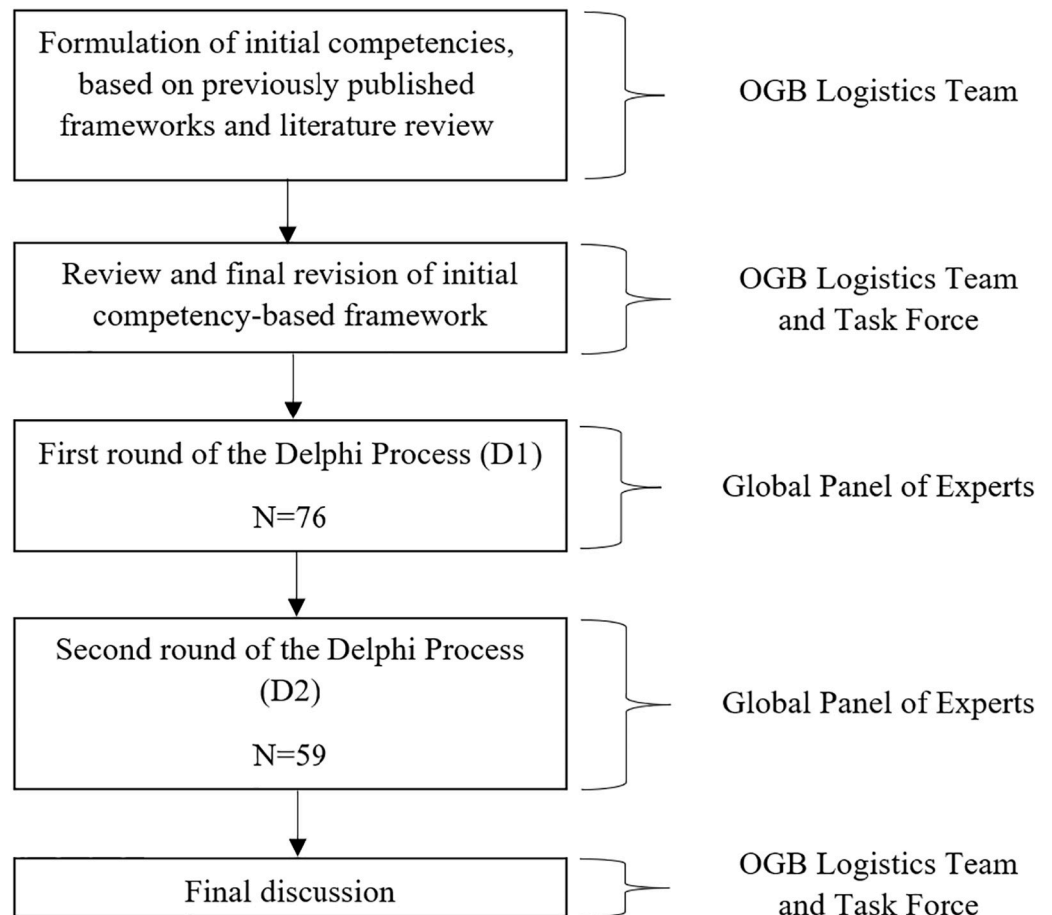 Formulation of initial competencies,
based on previously published
frameworks and literature review
OGB Logistics Team
Review and final revision of initial
competency-based framework
OGB Logistics Team
and Task Force
First round of the Delphi Process (D1)
N=76
Global Panel of Experts
Second round of the Delphi Process
(D2)
N=59
Global Panel of Experts
Final discussion
OGB Logistics Team
and Task Force